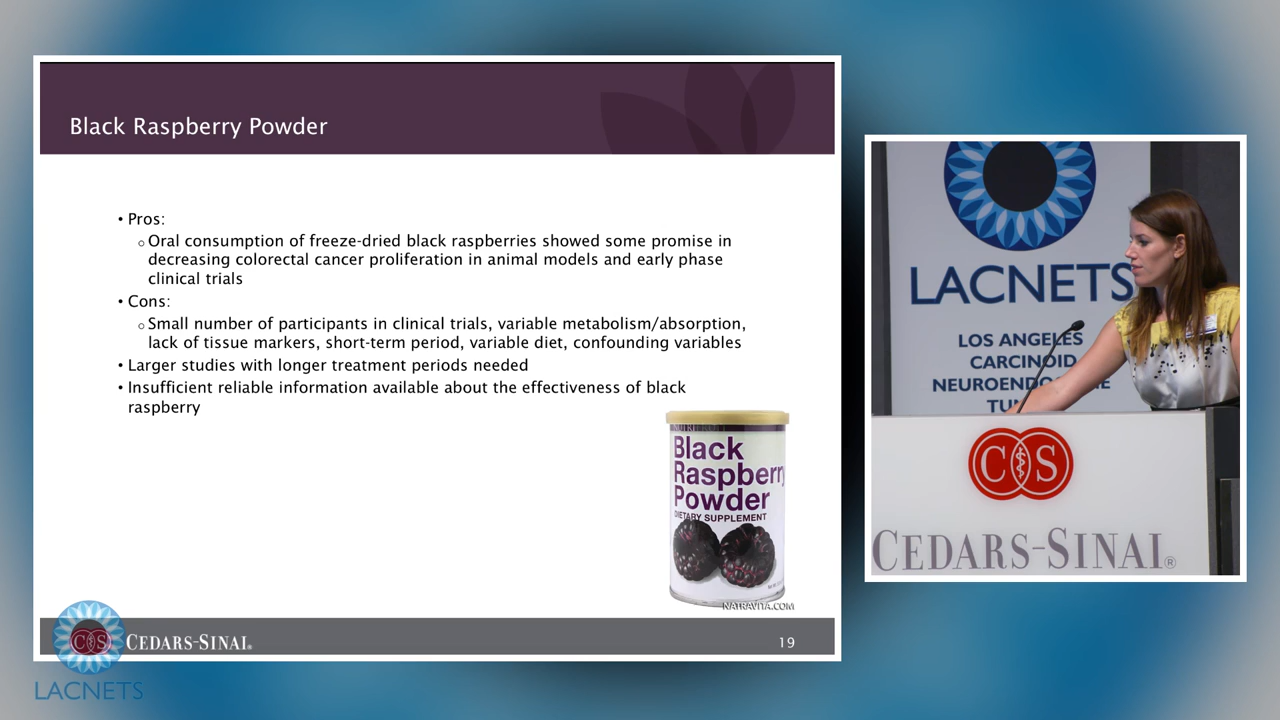 Black Raspberry Powder
• Pros:
o Oral consumption of freeze-dried black raspberries showed some promise in
decreasing colorectal cancer proliferation in animal models and early phase
clinical trials
• Cons:
o Small number of participants in clinical trials, variable metabolism/absorption,
lack of tissue markers, short-term period, variable diet, confounding variables
• Larger studies with longer treatment periods needed
• Insufficient reliable information available about the effectiveness of black
raspberry
Black
Raspberry
Powder
DIETARY SUPPLEMENT
NATRAVITA.COM
CS
CEDARS-SINAI®
19
LACNETS
LACNETS
LOS ANGELES
CARCINOID
CS
CEDARS-SINAI®